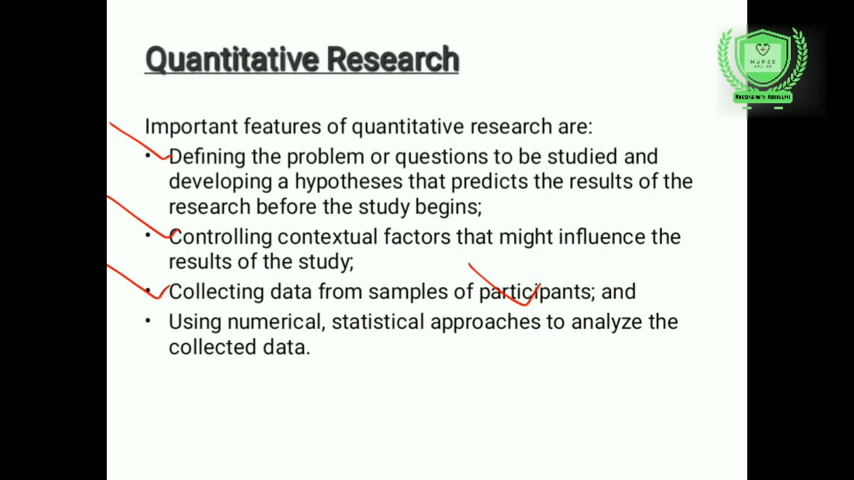 Quantitative Research
Important features of quantitative research are:
• Defining the problem or questions to be studied and
developing a hypotheses that predicts the results of the
research before the study begins;
• Controlling contextual factors that might influence the
results of the study;
• Collecting data from samples of participants; and
• Using numerical, statistical approaches to analyze the
collected data.
NURSE